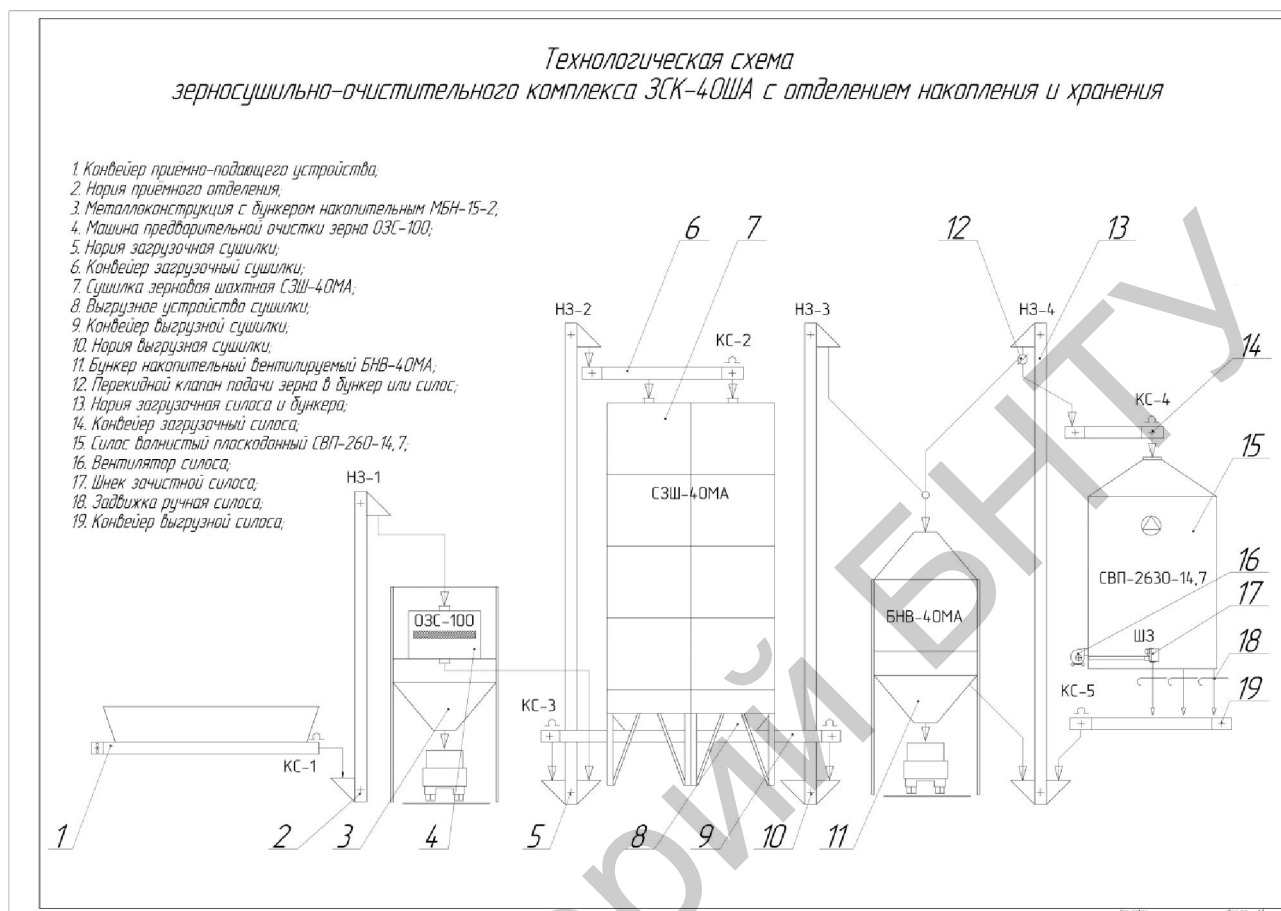 Технологическая схема
зерносушильно-очистительного комплекса ЗСК-40ША с отделением накопления и хранения
1. Конвейер приёмно-подающего устройства;
2. Нория приёмного отделения;
3. Металлоконструкция с бункером накопительным МБН-15-2;
4. Машина предварительной очистки зерна ОЗС-100;
5. Нория загрузочная сушилки;
6. Конвейер загрузочный сушилки;
7. Сушилка зерновая шахтная СЗШ-40МА;
8. Выгрузное устройство сушилки;
9. Конвейер выгрузной сушилки;
10. Нория выгрузная сушилки;
11. Бункер накопительный вентилируемый БНВ-40МА;
12. Перекидной клапан подачи зерна в бункер или силос;
13. Нория загрузочная силоса и бункера;
14. Конвейер загрузочный силоса;
15. Силос волнистый плоскодонный СВП-260-14,7;
16. Вентилятор силоса;
17. Шнек зачистной силоса;
18. Задвижка ручная силоса;
19. Конвейер выгрузной силоса;
6 7 12 13
НЗ-2 НЗ-3 НЗ-4
КС-2 14
КС-4
15
НЗ-1
СЗШ-40МА
16
СВП-2630-14,7
17
ОЗС-100 БНВ-40МА
ШЗ
18
КС-3 КС-5
19
КС-1
1 2 3 4 5 8 9 10 11
рий БНТУ